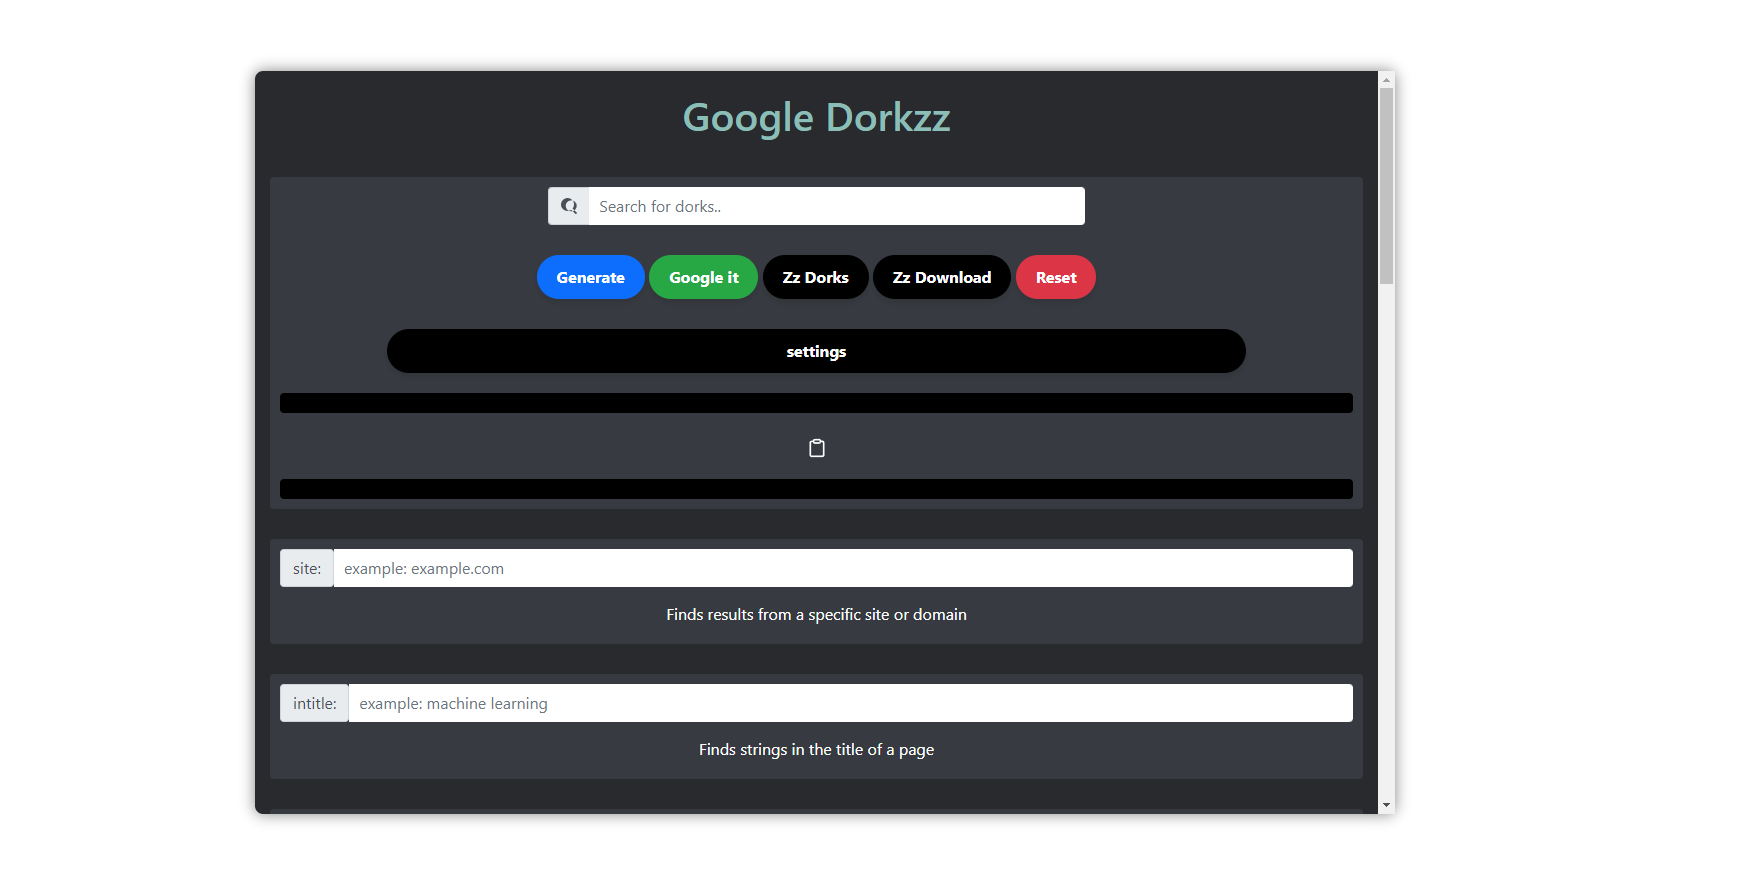 Google Dorkzz
Search for dorks..
Generate Google it Zz Dorks Zz Download Reset
settings
site: example: example.com
Finds results from a specific site or domain
intitle: example: machine learning
Finds strings in the title of a page